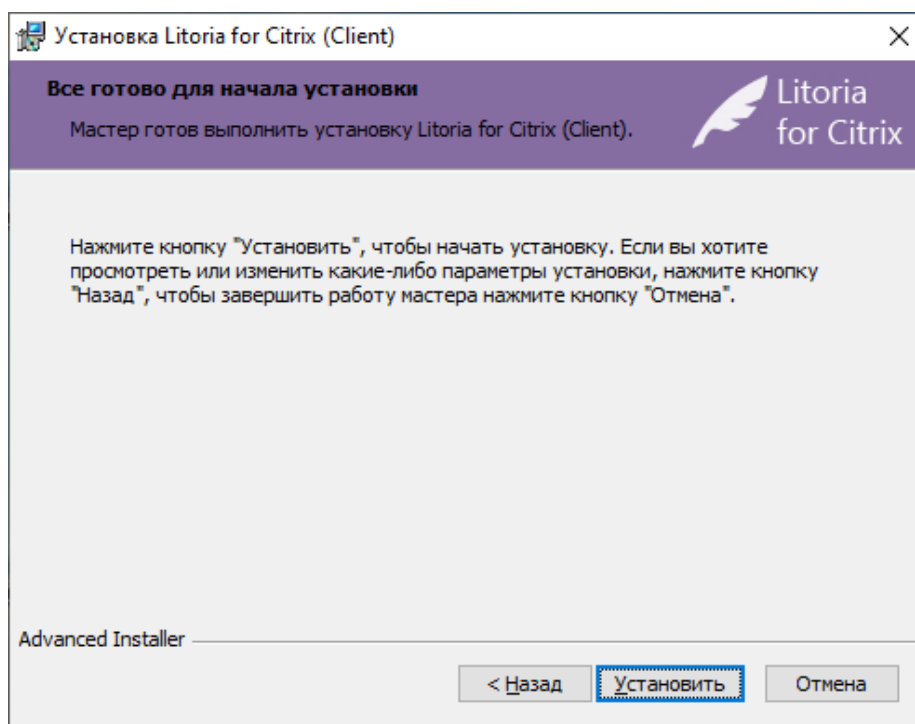 Установка Litoria for Citrix (Client)
Все готово для начала установки
Мастер готов выполнить установку Litoria for Citrix (Client).
Litoria
for Citrix
Нажмите кнопку "Установить", чтобы начать установку. Если вы хотите
просмотреть или изменить какие-либо параметры установки, нажмите кнопку
"Назад", чтобы завершить работу мастера нажмите кнопку "Отмена".
Advanced Installer
< Назад
Установить
Отмена